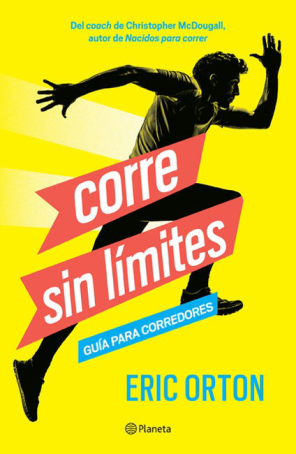 Del coach de Christopher McDougall,
autor de Nacidos para correr
corre
sin límites
GUÍA PARA CORREDORES
ERIC ORTON
Planeta